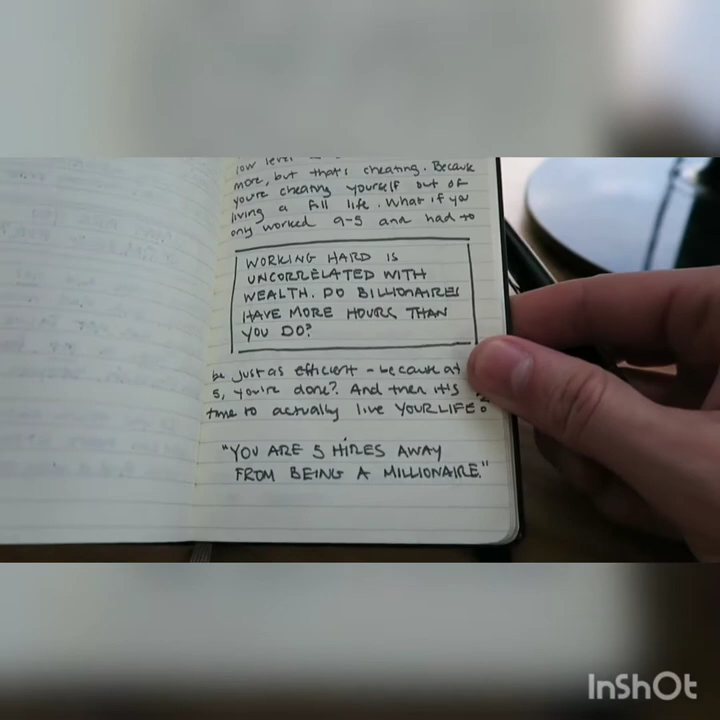 low level
more, but that's cheating. Because
you're cheating yourself out of
living a full life. What if you
only worked 9-5 and had to
WORKING HARD IS
UNCORRELATED WITH
WEALTH. DO BILLIONAIRES
HAVE MORE HOURS THAN
YOU DO?
be just as efficient - because at
5, you're done? And then it's
time to actually live YOUR LIFE?
"YOU ARE 5 HIRES AWAY
FROM BEING A MILLIONAIRE."
InShOt